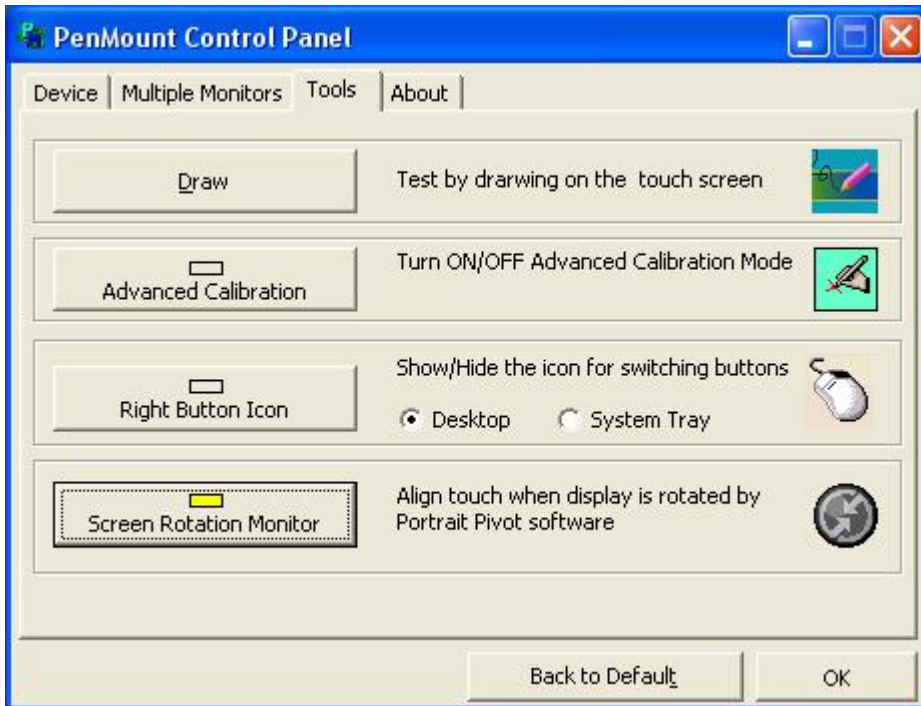 PenMount Control Panel
Device Multiple Monitors Tools About
Draw
Test by drarwing on the touch screen
Advanced Calibration
Turn ON/OFF Advanced Calibration Mode
Right Button Icon
Show/Hide the icon for switching buttons
Desktop System Tray
Screen Rotation Monitor
Align touch when display is rotated by
Portrait Pivot software
Back to Default OK